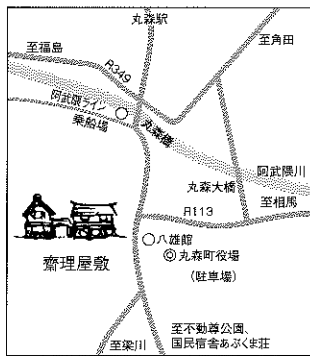 丸森駅
至福島
至角田
R349
阿武隈ライン
乗船場
丸森橋
阿武隈川
丸森大橋
至相馬
R113
八雄館
丸森町役場
(駐車場)
齋理屋敷
至不動尊公園、
国民宿舎あぶくま荘
至梁川